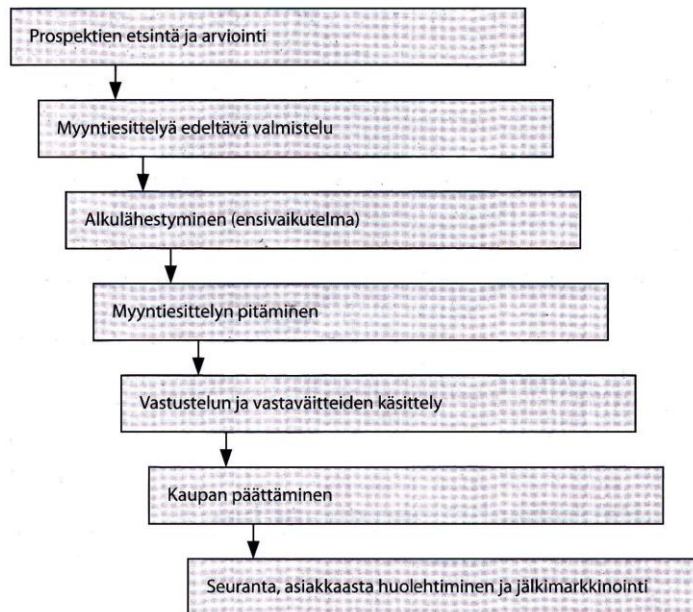 Prospektien etsintä ja arviointi
Myyntiesittelyä edeltävä valmistelu
Alkulähestyminen (ensivaikutelma)
Myyntiesittelyn pitäminen
Vastustelun ja vastaväitteiden käsittely
Kaupan päättäminen
Seuranta, asiakkaasta huolehtiminen ja jälkimarkkinointi